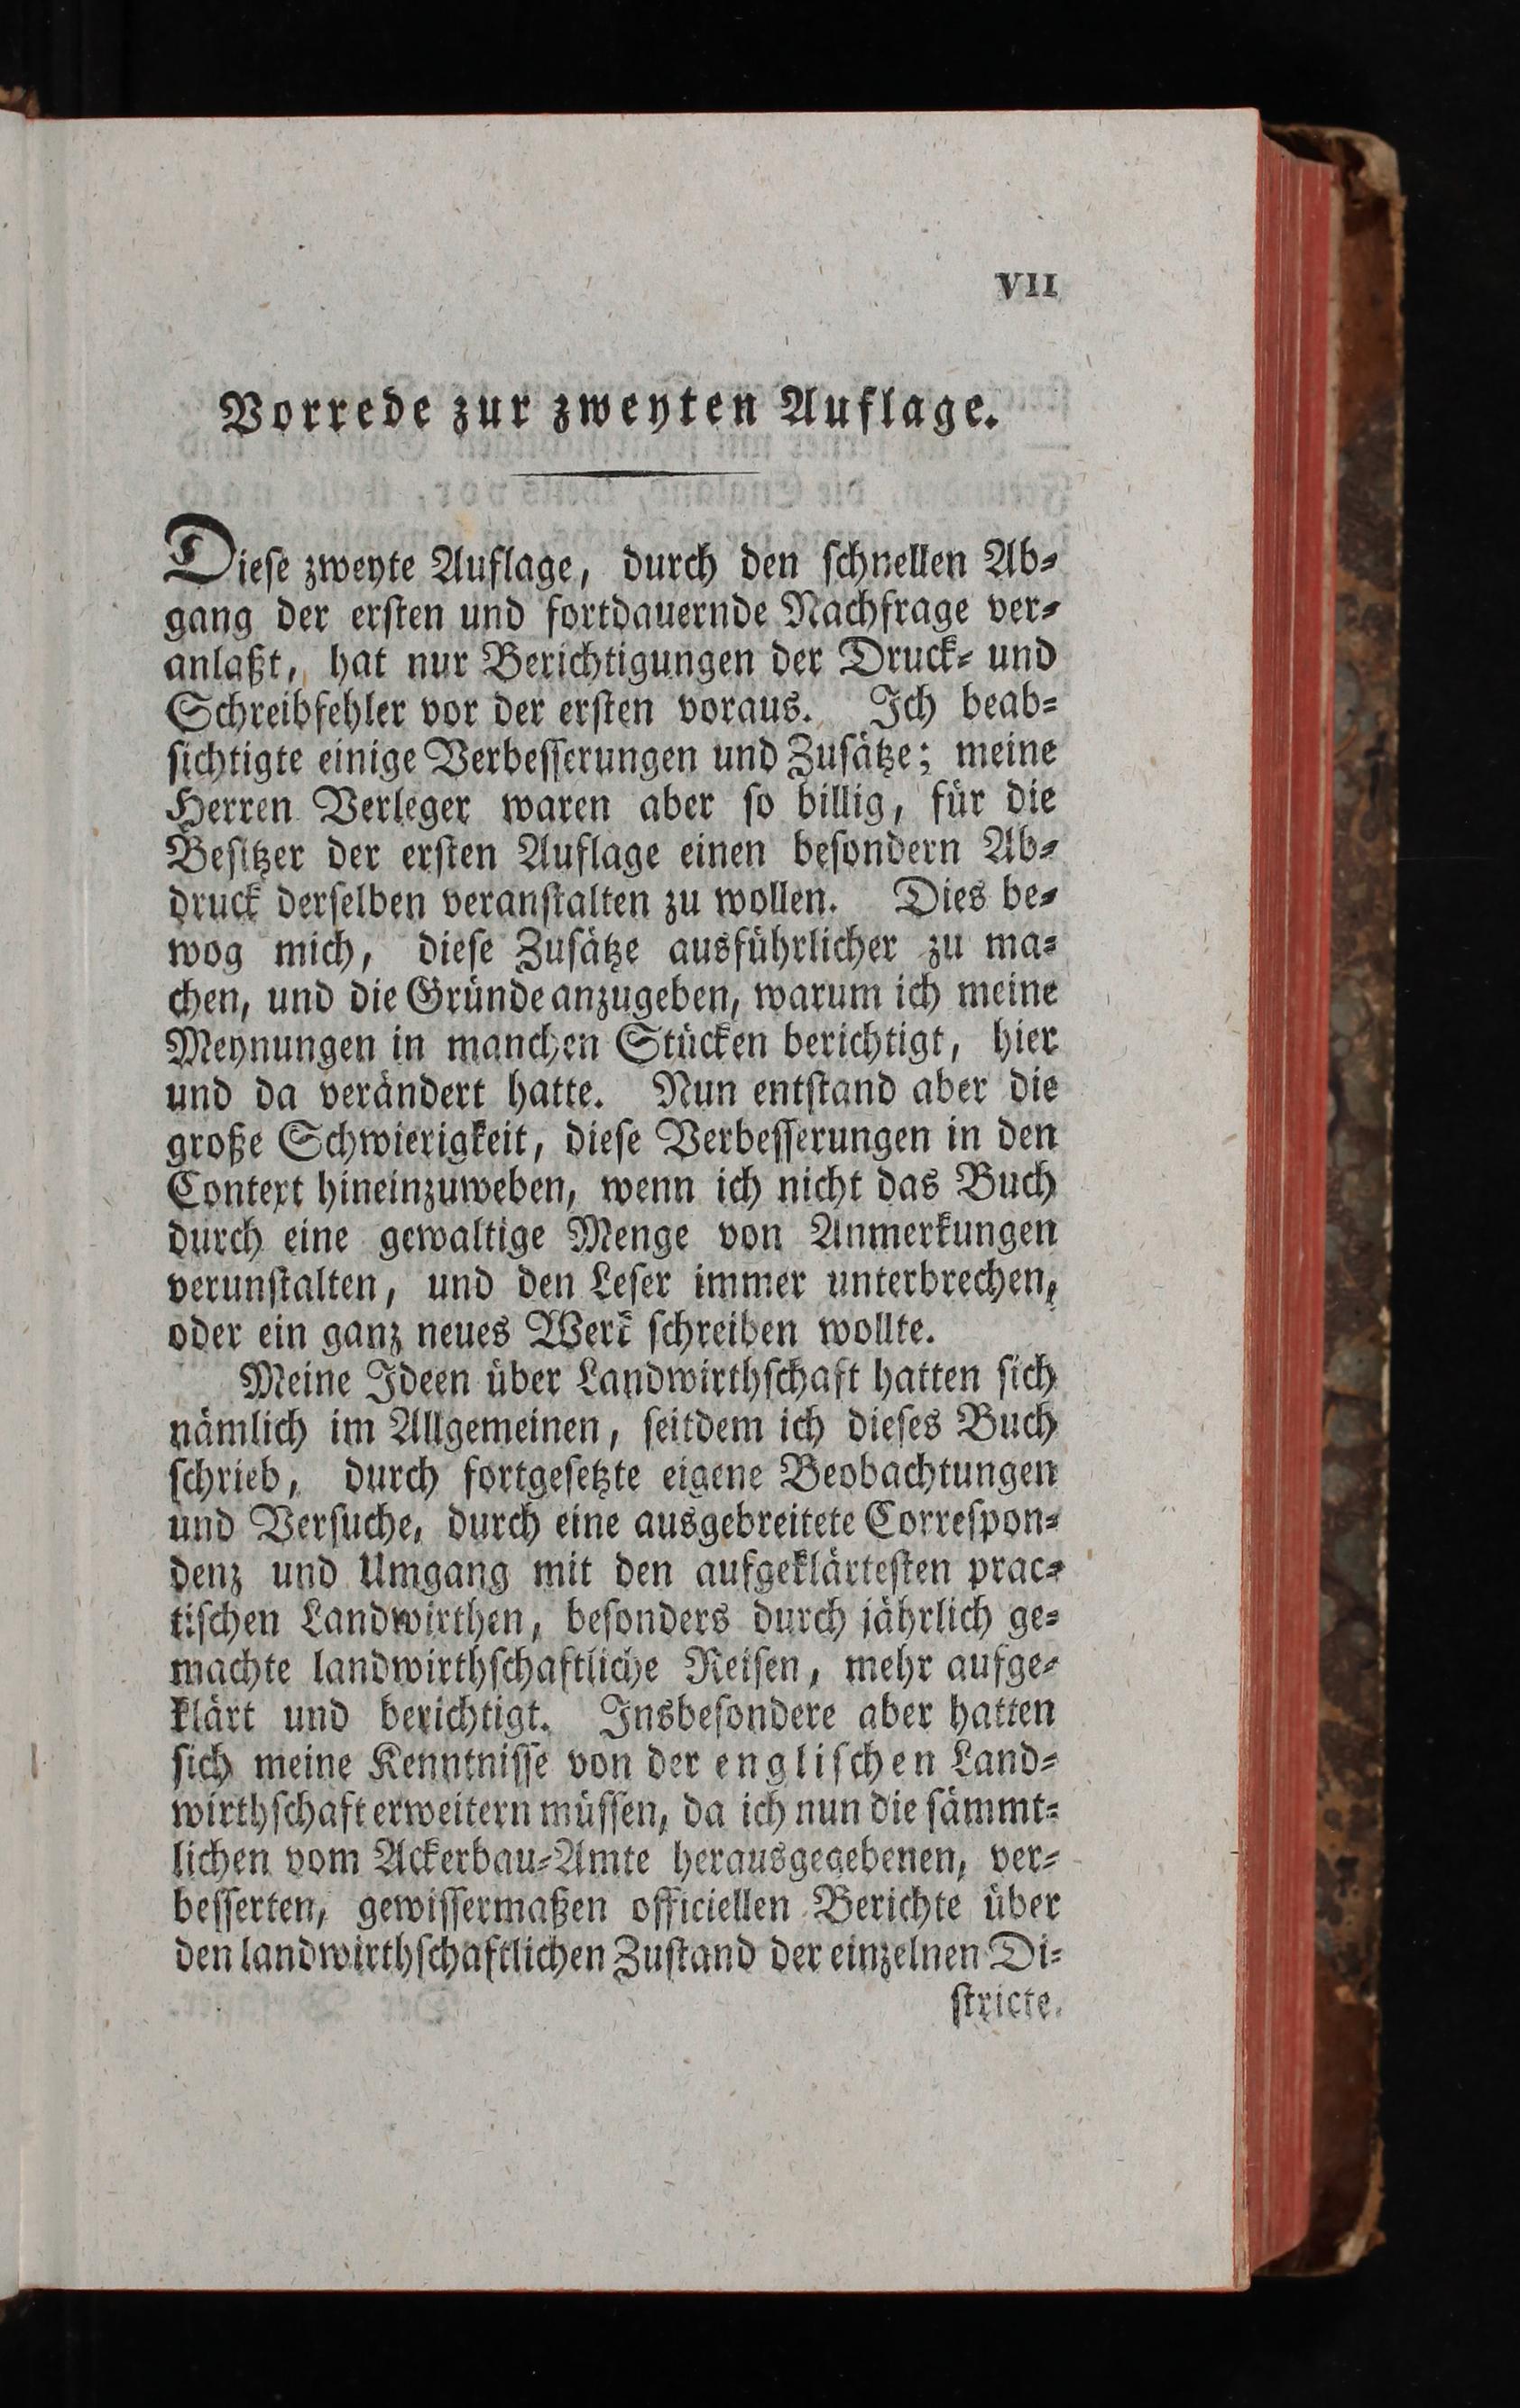 VII
Vorrede zur zweyten Auflage.
Dieſe zweyte Auflage, durch den ſchnellen Ab-
gang der erſten und fortdauernde Nachfrage ver-
anlaßt, hat nur Berichtigungen der Druck- und
Schreibfehler vor der erſten voraus. Ich beab-
ſichtigte einige Verbeſſerungen und Zuſätze; meine
Herren Verleger waren aber ſo billig, für die
Beſitzer der erſten Auflage einen beſondern Ab-
druck derſelben veranſtalten zu wollen. Dies be-
wog mich, dieſe Zuſätze ausführlicher zu ma-
chen, und die Gründe anzugeben, warum ich meine
Meynungen in manchen Stücken berichtigt, hier
und da verändert hatte. Nun entſtand aber die
große Schwierigkeit, dieſe Verbeſſerungen in den
Context hineinzuweben, wenn ich nicht das Buch
durch eine gewaltige Menge von Anmerkungen
verunſtalten, und den Leſer immer unterbrechen,
oder ein ganz neues Werk ſchreiben wollte.
Meine Ideen über Landwirthſchaft hatten ſich
nämlich im Allgemeinen, ſeitdem ich dieſes Buch
ſchrieb, durch fortgeſetzte eigene Beobachtungen
und Verſuche, durch eine ausgebreitete Correſpon-
denz und Umgang mit den aufgeklärteſten prac-
tiſchen Landwirthen, beſonders durch jährlich ge-
machte landwirthſchaftliche Reiſen, mehr aufge-
klärt und berichtigt. Insbeſondere aber hatten
ſich meine Kenntniſſe von der engliſchen Land-
wirthſchaft erweitern müſſen, da ich nun die ſämmt-
lichen vom Ackerbau-Amte herausgegebenen, ver-
beſſerten, gewiſſermaßen officiellen Berichte über
den landwirthſchaftlichen Zuſtand der einzelnen Di-
ſtricte.